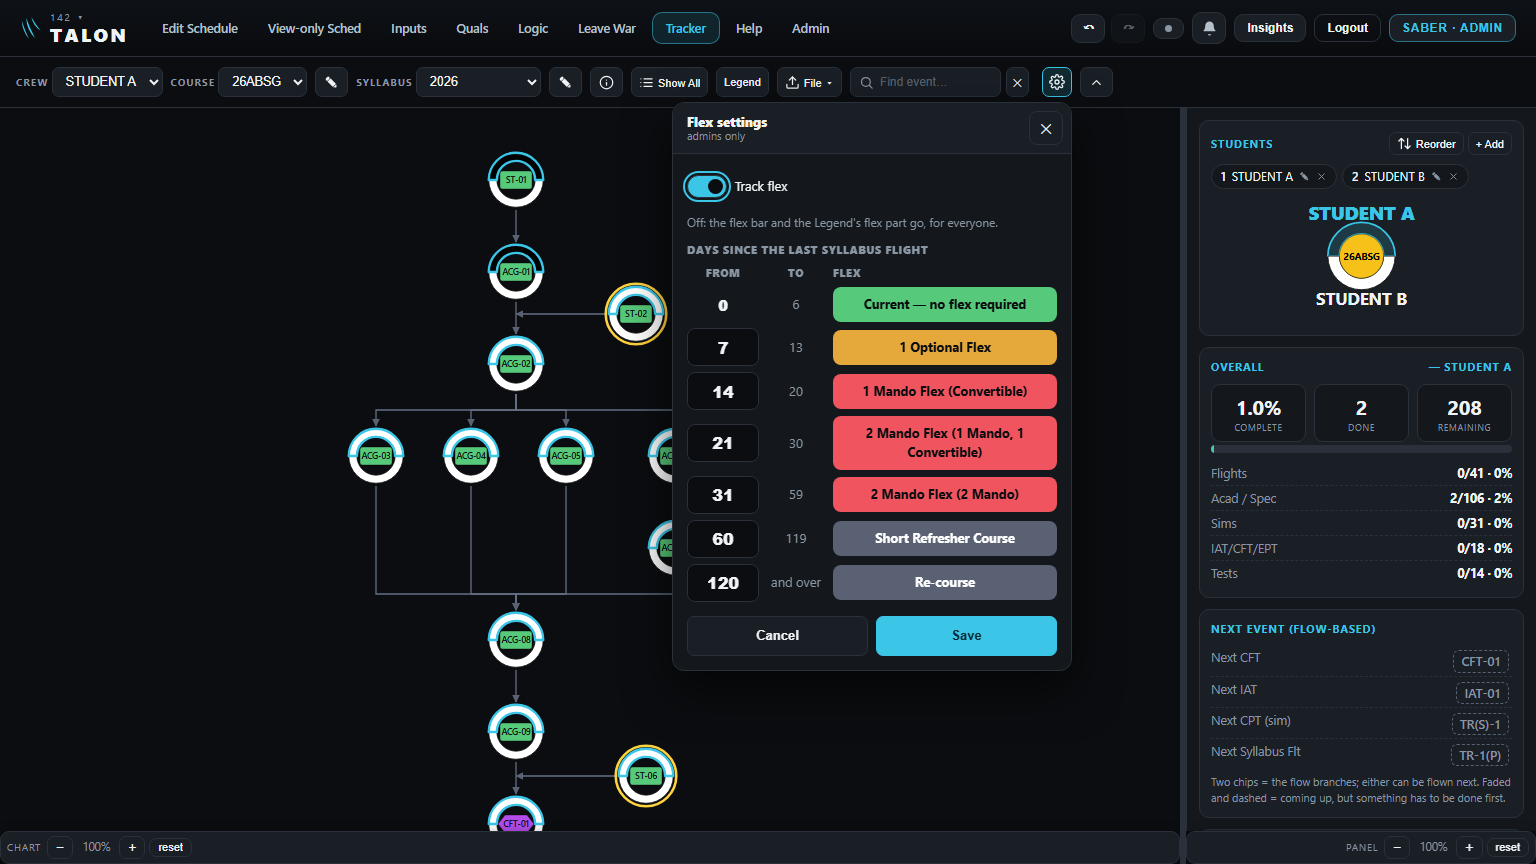 142
TALON
Edit Schedule
View-only Sched
Inputs
Quals
Logic
Leave War
Tracker
Help
Admin
Insights
Logout
SABER · ADMIN
CREW
STUDENT A
COURSE
26ABSG
SYLLABUS
2026
Show All
Legend
File
Find event...
ST-01
ACG-01
ST-02
ACG-02
ACG-03
ACG-04
ACG-05
ACG-08
ACG-09
ST-06
CFT-01
Flex settings
admins only
Track flex
Off: the flex bar and the Legend's flex part go, for everyone.
DAYS SINCE THE LAST SYLLABUS FLIGHT
FROM TO FLEX
0 6 Current — no flex required
7 13 1 Optional Flex
14 20 1 Mando Flex (Convertible)
21 30 2 Mando Flex (1 Mando, 1
Convertible)
31 59 2 Mando Flex (2 Mando)
60 119 Short Refresher Course
120 and over Re-course
Cancel
Save
STUDENTS
Reorder
+ Add
1 STUDENT A
2 STUDENT B
STUDENT A
26ABSG
STUDENT B
OVERALL
— STUDENT A
1.0%
COMPLETE
2
DONE
208
REMAINING
Flights 0/41 · 0%
Acad / Spec 2/106 · 2%
Sims 0/31 · 0%
IAT/CFT/EPT 0/18 · 0%
Tests 0/14 · 0%
NEXT EVENT (FLOW-BASED)
Next CFT CFT-01
Next IAT IAT-01
Next CPT (sim) TR(S)-1
Next Syllabus Flt TR-1(P)
Two chips = the flow branches; either can be flown next. Faded
and dashed = coming up, but something has to be done first.
CHART − 100% + reset
PANEL − 100% + reset